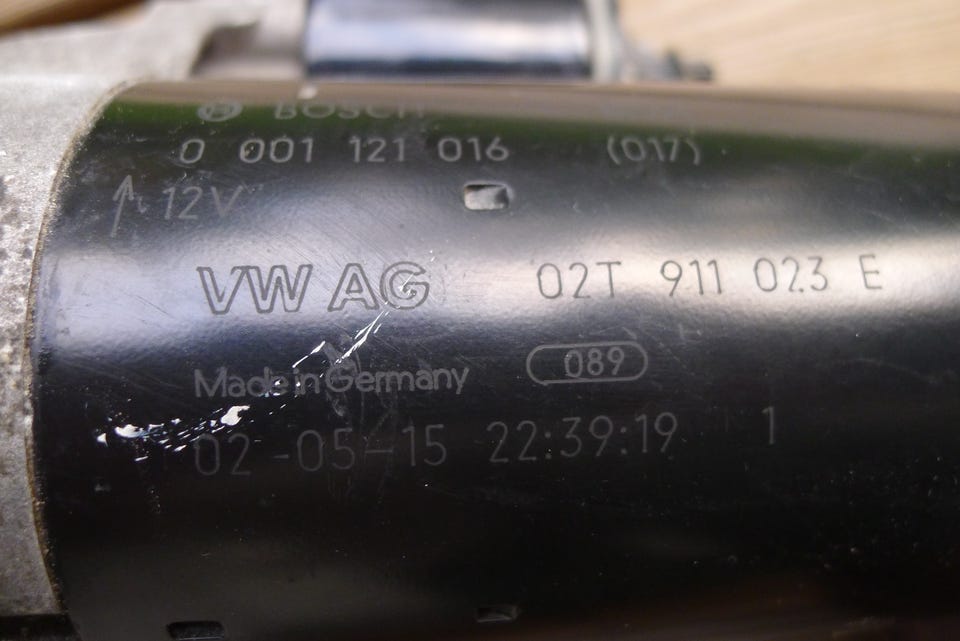 BOSCH
0 001 121 016 (017)
12V
VW AG 02T 911 023 E
Made in Germany 089
02-05-15 22:39:19 1